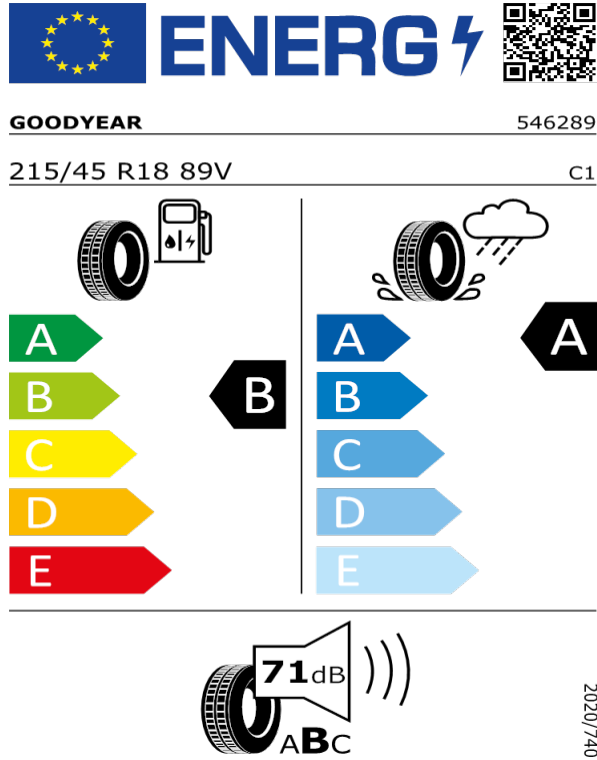 ENERG
GOODYEAR 546289
215/45 R18 89V C1
A A A
B B B
C C
D D
E E
71dB
ABC
2020/740